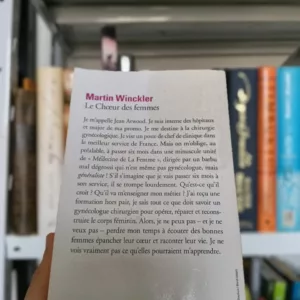 Martin Winckler
Le Chœur des femmes
Je m'appelle Jean Atwood. Je suis interne des hôpitaux
et major de ma promo. Je me destine à la chirurgie
gynécologique. Je vise un poste de chef de clinique dans
le meilleur service de France. Mais on m'oblige, au
préalable, à passer six mois dans une minuscule unité
de « Médecine de La Femme », dirigée par un barbu
mal dégrossi qui n'est même pas gynécologue, mais
généraliste ! S'il s'imagine que je vais passer six mois à
son service, il se trompe lourdement. Qu'est-ce qu'il
croit ? Qu'il va m'enseigner mon métier ? J'ai reçu une
formation hors pair, je sais tout ce que doit savoir un
gynécologue chirurgien pour opérer, réparer et recons-
truire le corps féminin. Alors, je ne peux pas – et je ne
veux pas – perdre mon temps à écouter des bonnes
femmes épancher leur cœur et raconter leur vie. Je ne
vois vraiment pas ce qu'elles pourraient m'apprendre.